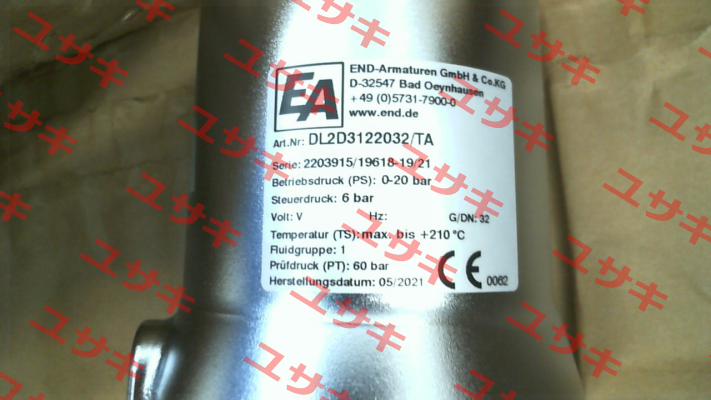 EA
END-Armaturen GmbH & Co.KG
D-32547 Bad Oeynhausen
+ 49 (0)5731-7900-0
www.end.de
Art.Nr: DL2D3122032/TA
Serie: 2203915/19618-19/21
Betriebsdruck (PS): 0-20 bar
Steuerdruck: 6 bar
Volt: V Hz: G/DN: 32
Temperatur (TS): max. bis +210 °C
Fluidgruppe: 1
Prüfdruck (PT): 60 bar
Herstellungsdatum: 05/2021 CE 0062
ユサキ